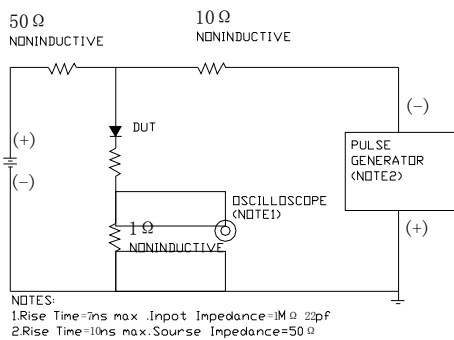 50 Ω
NONINDUCTIVE
10 Ω
NONINDUCTIVE
(+)
(−)
DUT
1 Ω
NONINDUCTIVE
OSCILLOSCOPE
(NOTE1)
(−)
PULSE
GENERATOR
(NOTE2)
(+)
NOTES:
1.Rise Time=7ns max .Inpot Impedance=1M Ω 22pf
2.Rise Time=10ns max.Sourse Impedance=50 Ω